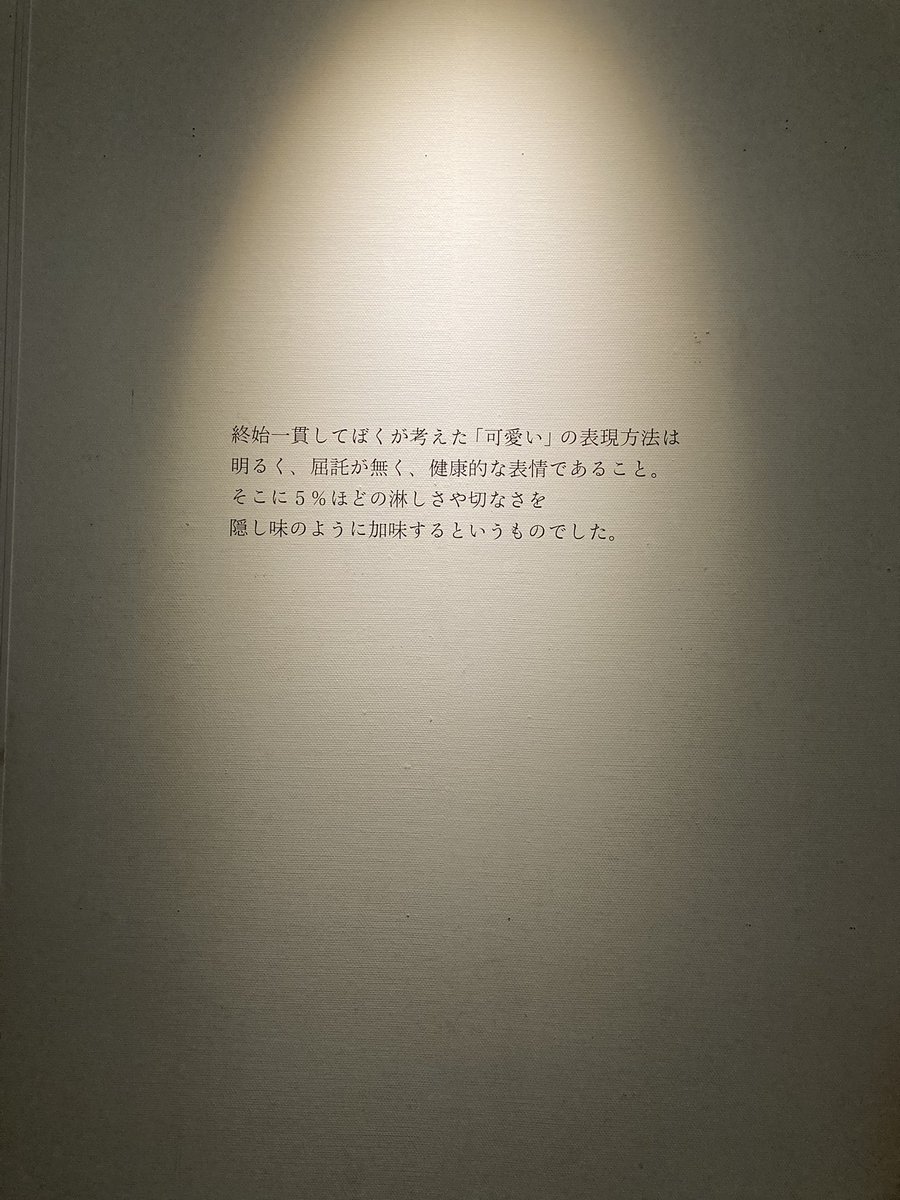 終始一貫してぼくが考えた「可愛い」の表現方法は
明るく、屈託が無く、健康的な表情であること。
そこに５％ほどの淋しさや切なさを
隠し味のように加味するというものでした。